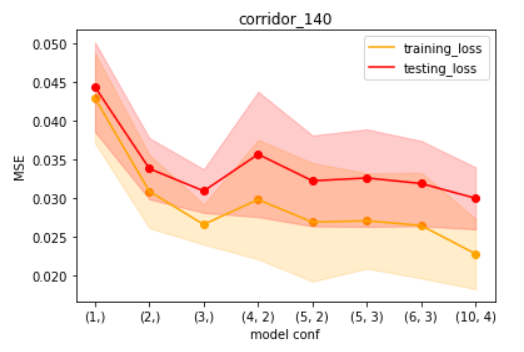 corridor_140
training_loss
testing_loss
MSE
0.050
0.045
0.040
0.035
0.030
0.025
0.020
(1,) (2,) (3,) (4, 2) (5, 2) (5, 3) (6, 3) (10, 4)
model conf